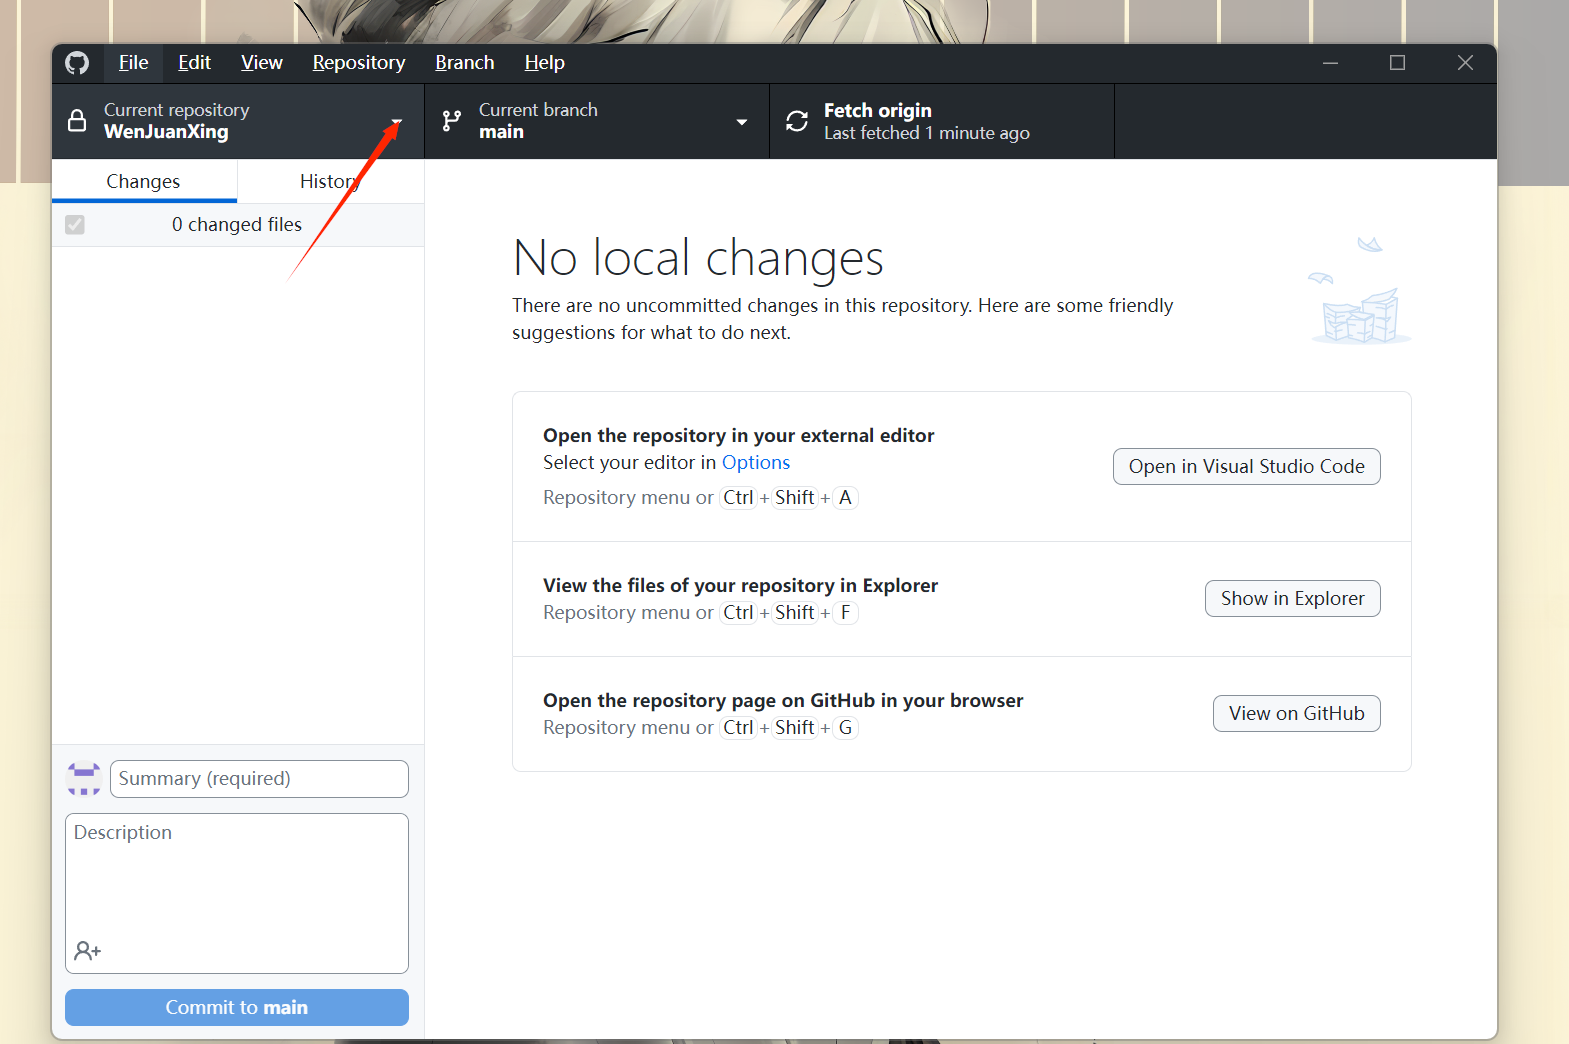 File Edit View Repository Branch Help
Current repository
WenJuanXing
Current branch
main
Fetch origin
Last fetched 1 minute ago
Changes
History
0 changed files
No local changes
There are no uncommitted changes in this repository. Here are some friendly
suggestions for what to do next.
Open the repository in your external editor
Select your editor in Options
Repository menu or Ctrl + Shift + A
Open in Visual Studio Code
View the files of your repository in Explorer
Repository menu or Ctrl + Shift + F
Show in Explorer
Open the repository page on GitHub in your browser
Repository menu or Ctrl + Shift + G
View on GitHub
Summary (required)
Description
Commit to main